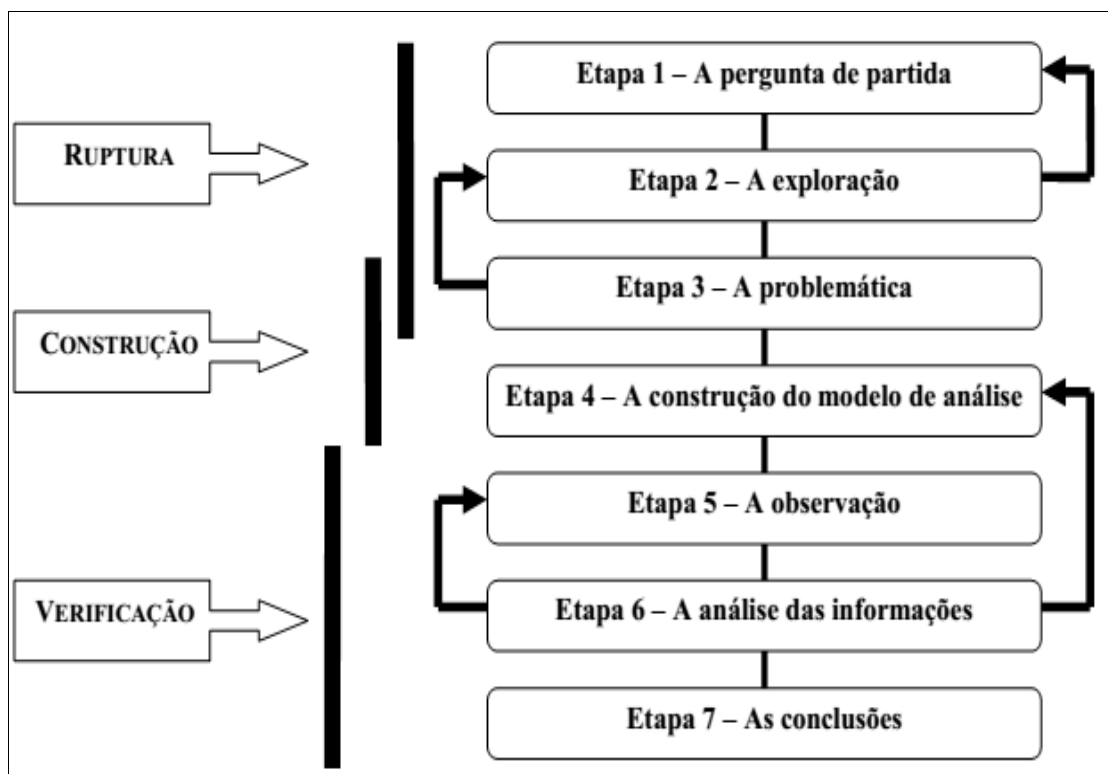 Etapa 1 – A pergunta de partida
RUPTURA
Etapa 2 – A exploração
Etapa 3 – A problemática
CONSTRUÇÃO
Etapa 4 – A construção do modelo de análise
Etapa 5 – A observação
VERIFICAÇÃO
Etapa 6 – A análise das informações
Etapa 7 – As conclusões